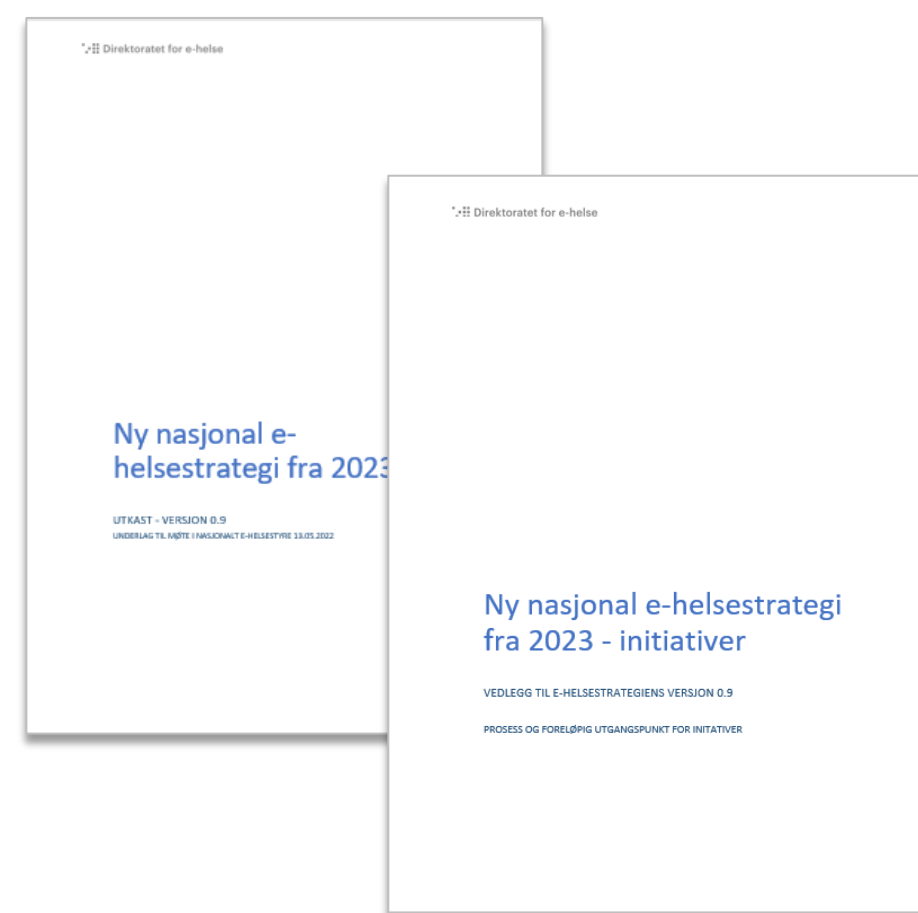 Direktoratet for e-helse
Ny nasjonal e-
helsestrategi fra 2023
UTKAST - VERSJON 0.9
UNDERLAG TIL MØTE I NASJONALT E-HELSESTYRE 13.05.2022
Direktoratet for e-helse
Ny nasjonal e-helsestrategi
fra 2023 - initiativer
VEDLEGG TIL E-HELSESTRATEGIENS VERSJON 0.9
PROSESS OG FORELØPIG UTGANGSPUNKT FOR INITATIVER